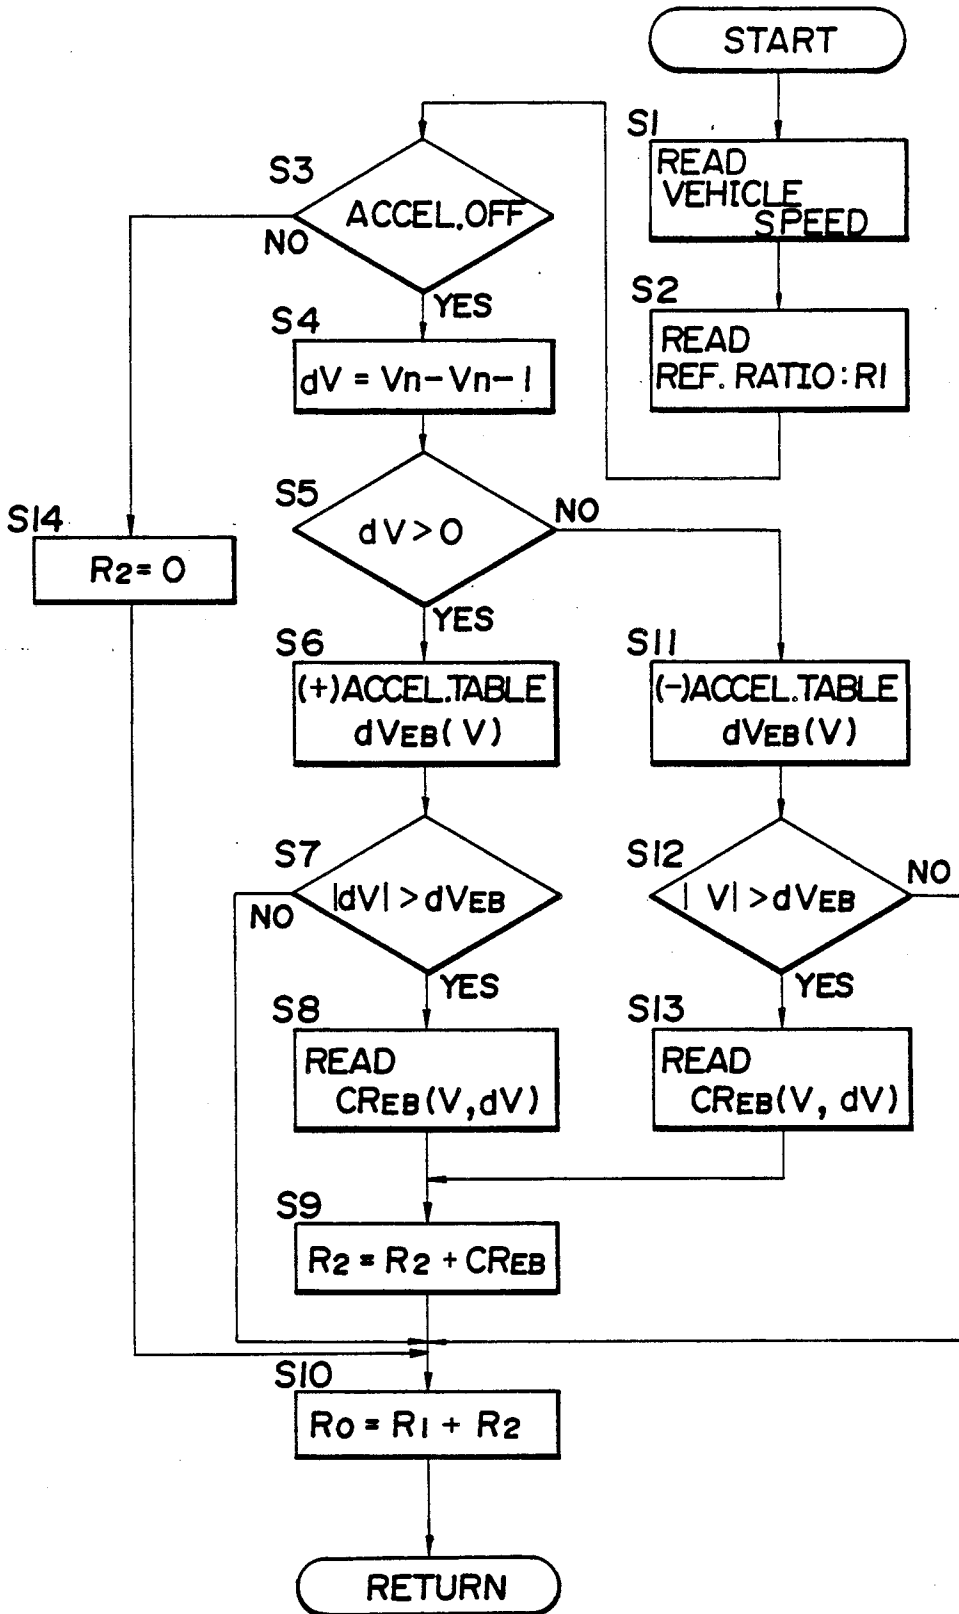 START
S1
READ
VEHICLE
SPEED
S2
READ
REF. RATIO : R1
S3
ACCEL. OFF
NO
YES
S4
dV = Vn - Vn - 1
S5
dV > 0
NO
YES
S14
R2 = 0
S6
(+) ACCEL. TABLE
dVEB ( V )
S11
(-) ACCEL. TABLE
dVEB ( V )
S7
|dV| > dVEB
NO
YES
S12
| V| > dVEB
NO
YES
S8
READ
CREB ( V, dV )
S13
READ
CREB ( V, dV )
S9
R2 = R2 + CREB
S10
R0 = R1 + R2
RETURN